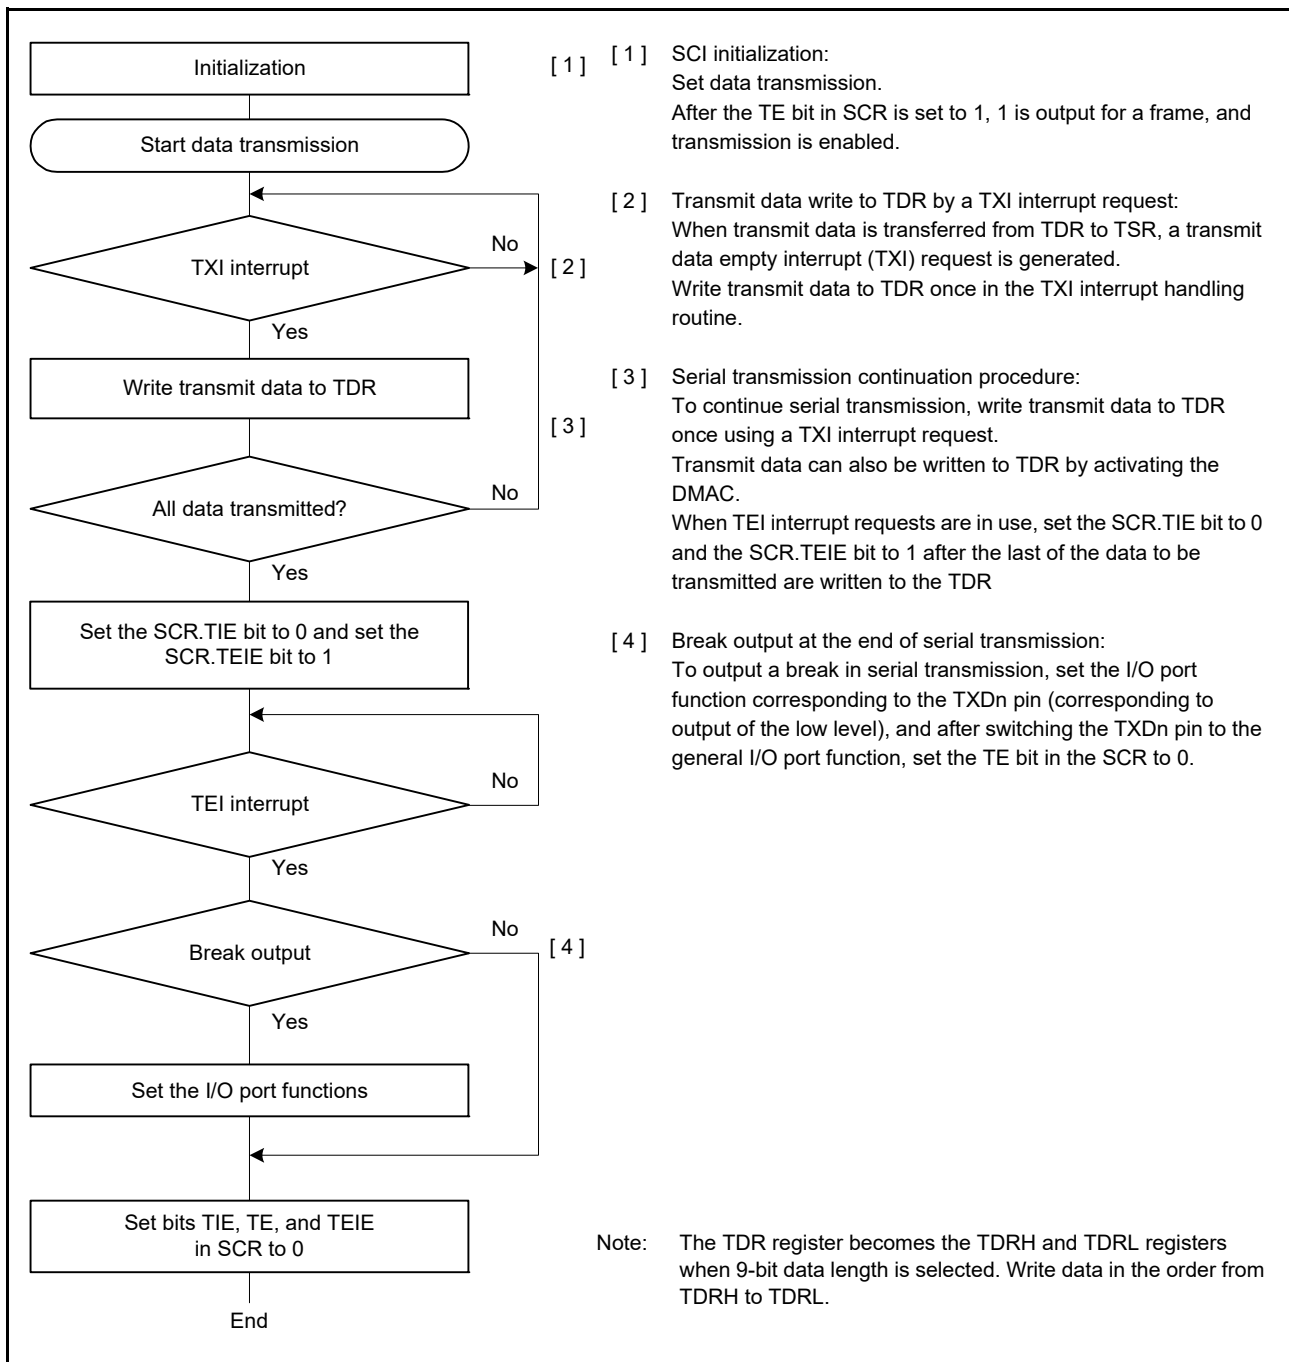 Initialization
[ 1 ]
Start data transmission
TXI interrupt
No
[ 2 ]
Yes
Write transmit data to TDR
[ 3 ]
All data transmitted?
No
Yes
Set the SCR.TIE bit to 0 and set the
SCR.TEIE bit to 1
TEI interrupt
No
Yes
Break output
No
[ 4 ]
Yes
Set the I/O port functions
Set bits TIE, TE, and TEIE
in SCR to 0
End
[ 1 ] SCI initialization:
Set data transmission.
After the TE bit in SCR is set to 1, 1 is output for a frame, and
transmission is enabled.
[ 2 ] Transmit data write to TDR by a TXI interrupt request:
When transmit data is transferred from TDR to TSR, a transmit
data empty interrupt (TXI) request is generated.
Write transmit data to TDR once in the TXI interrupt handling
routine.
[ 3 ] Serial transmission continuation procedure:
To continue serial transmission, write transmit data to TDR
once using a TXI interrupt request.
Transmit data can also be written to TDR by activating the
DMAC.
When TEI interrupt requests are in use, set the SCR.TIE bit to 0
and the SCR.TEIE bit to 1 after the last of the data to be
transmitted are written to the TDR
[ 4 ] Break output at the end of serial transmission:
To output a break in serial transmission, set the I/O port
function corresponding to the TXDn pin (corresponding to
output of the low level), and after switching the TXDn pin to the
general I/O port function, set the TE bit in the SCR to 0.
Note: The TDR register becomes the TDRH and TDRL registers
when 9-bit data length is selected. Write data in the order from
TDRH to TDRL.